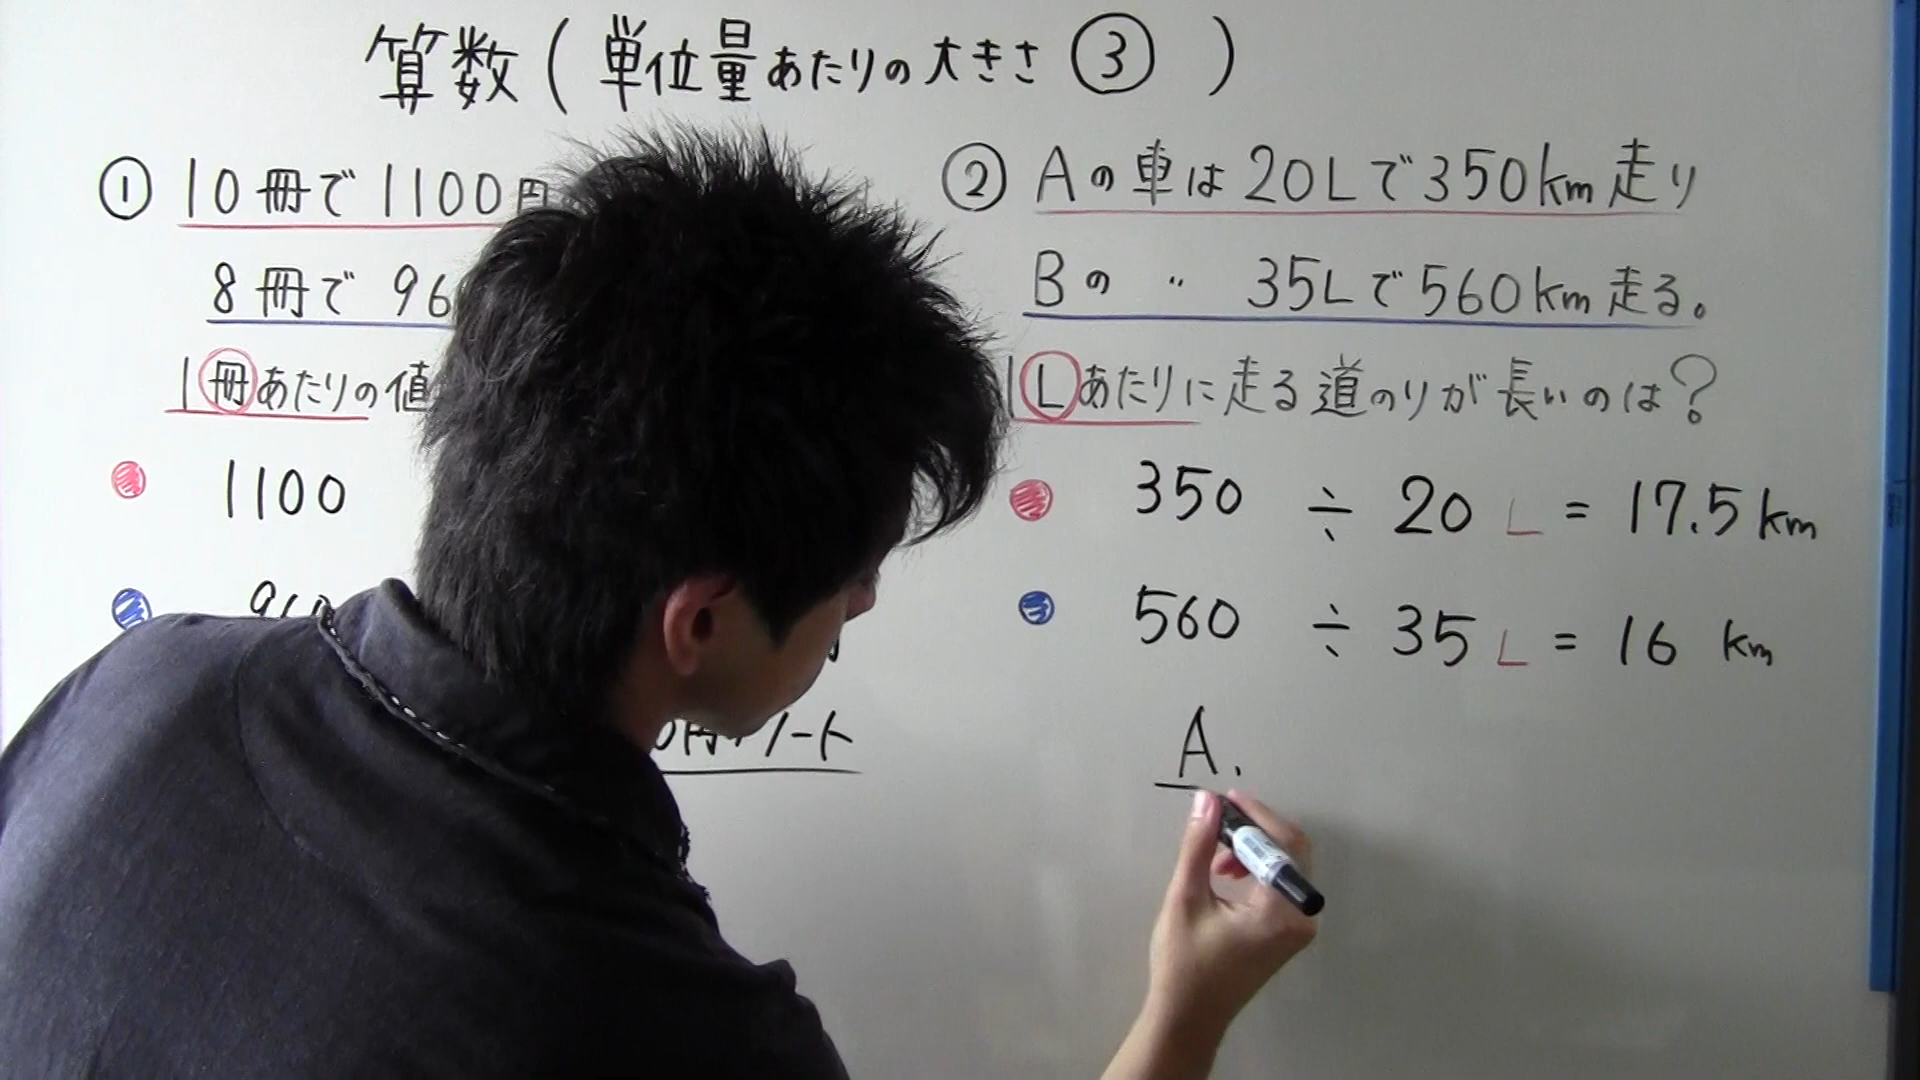 算数(単位量あたりの大きさ③ )
① 10冊で1100円
8冊で 96
1冊あたりの値
1100
円ノート
② Aの車は20Lで350km走り
Bの 〃 35Lで560km走る。
1Lあたりに走る道のりが長いのは?
350 ÷ 20 L = 17.5km
560 ÷ 35 L = 16 km
A.